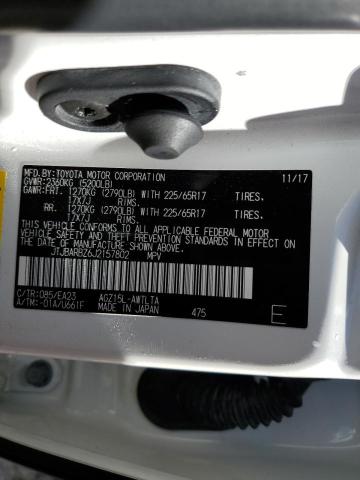 MFD.BY:TOYOTA MOTOR CORPORATION 11/17
GVWR:2360KG (5200LB)
GAWR:FRT. 1270KG (2790LB) WITH 225/65R17 TIRES.
17X7J RIMS.
RR. 1270KG (2790LB) WITH 225/65R17 TIRES.
17X7J RIMS.
THIS VEHICLE CONFORMS TO ALL APPLICABLE FEDERAL MOTOR
VEHICLE SAFETY STANDARDS IN EFFECT ON THE DATE OF
MANUFACTURE SHOWN ABOVE.
JTJBARBZ6J2157802 MPV
C/TR:085/EA23 AGZ15L-AWTLTA
A/TM:-01A/U661F MADE IN JAPAN 475 E